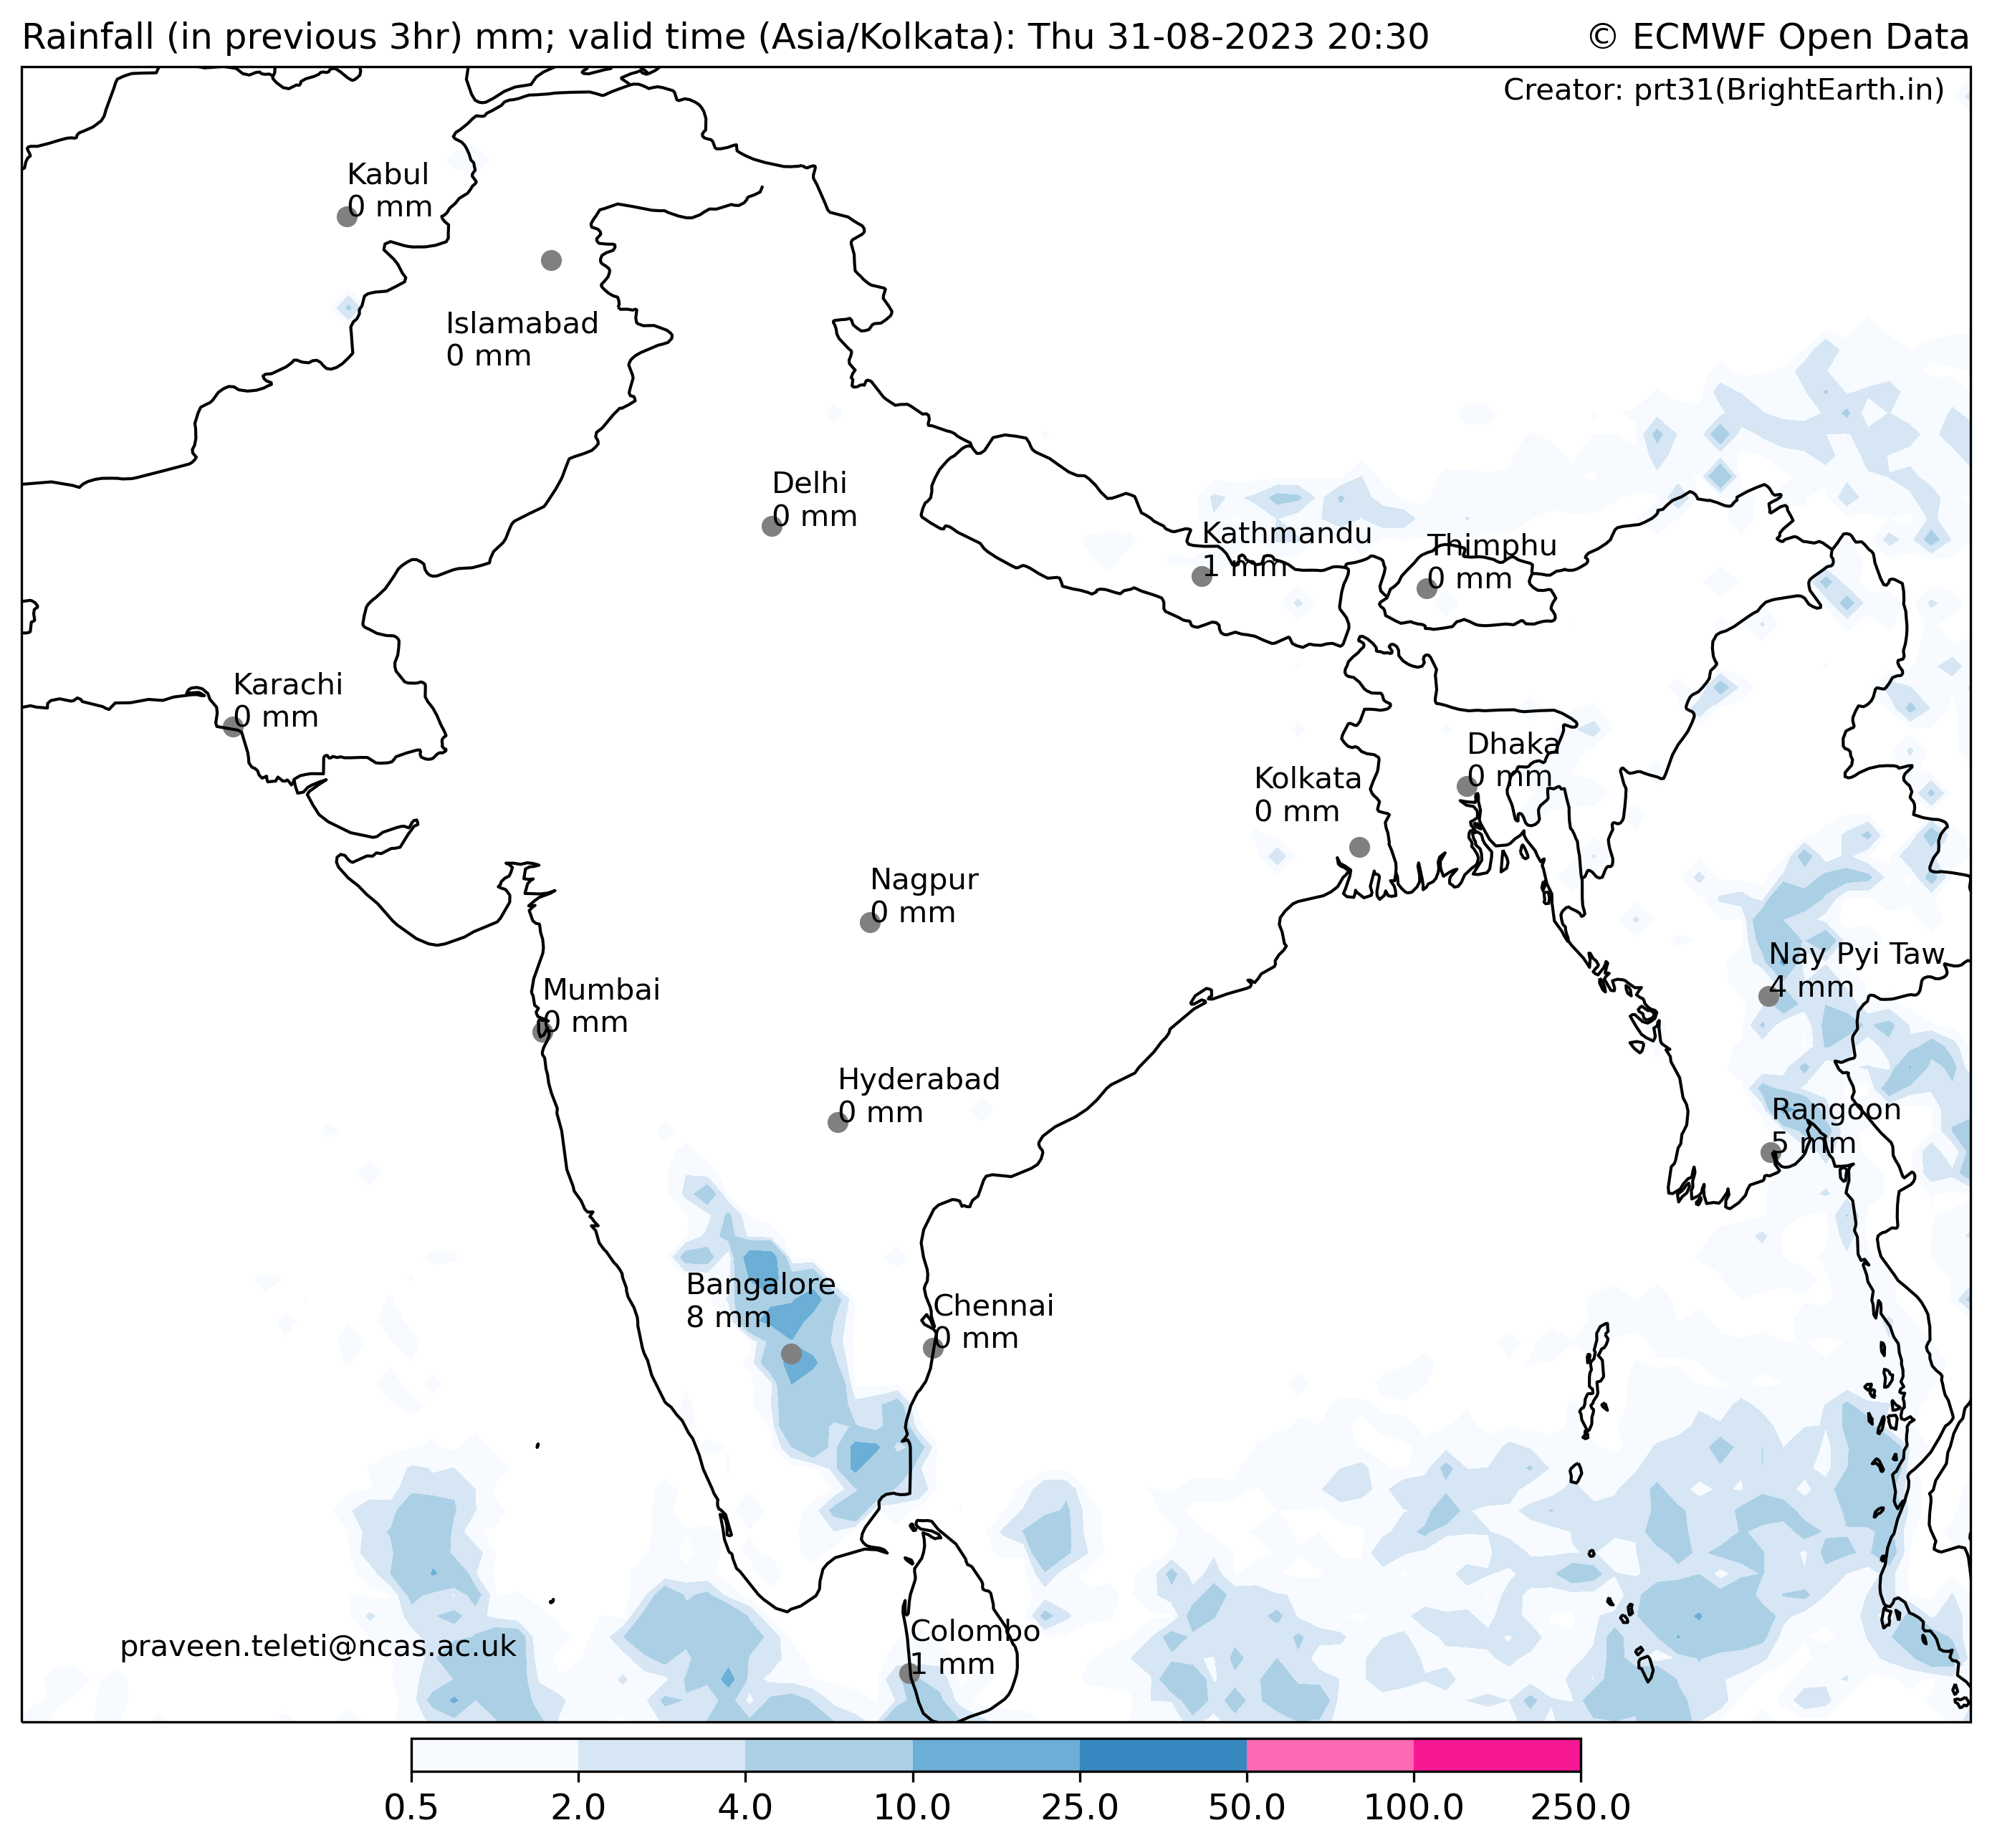 Rainfall (in previous 3hr) mm; valid time (Asia/Kolkata): Thu 31-08-2023 20:30
© ECMWF Open Data
Creator: prt31(BrightEarth.in)
Kabul
0 mm
Islamabad
0 mm
Delhi
0 mm
Kathmandu
1 mm
Thimphu
0 mm
Karachi
0 mm
Dhaka
0 mm
Kolkata
0 mm
Nagpur
0 mm
Nay Pyi Taw
4 mm
Mumbai
0 mm
Hyderabad
0 mm
Rangoon
5 mm
Bangalore
8 mm
Chennai
0 mm
Colombo
1 mm
praveen.teleti@ncas.ac.uk
0.5 2.0 4.0 10.0 25.0 50.0 100.0 250.0